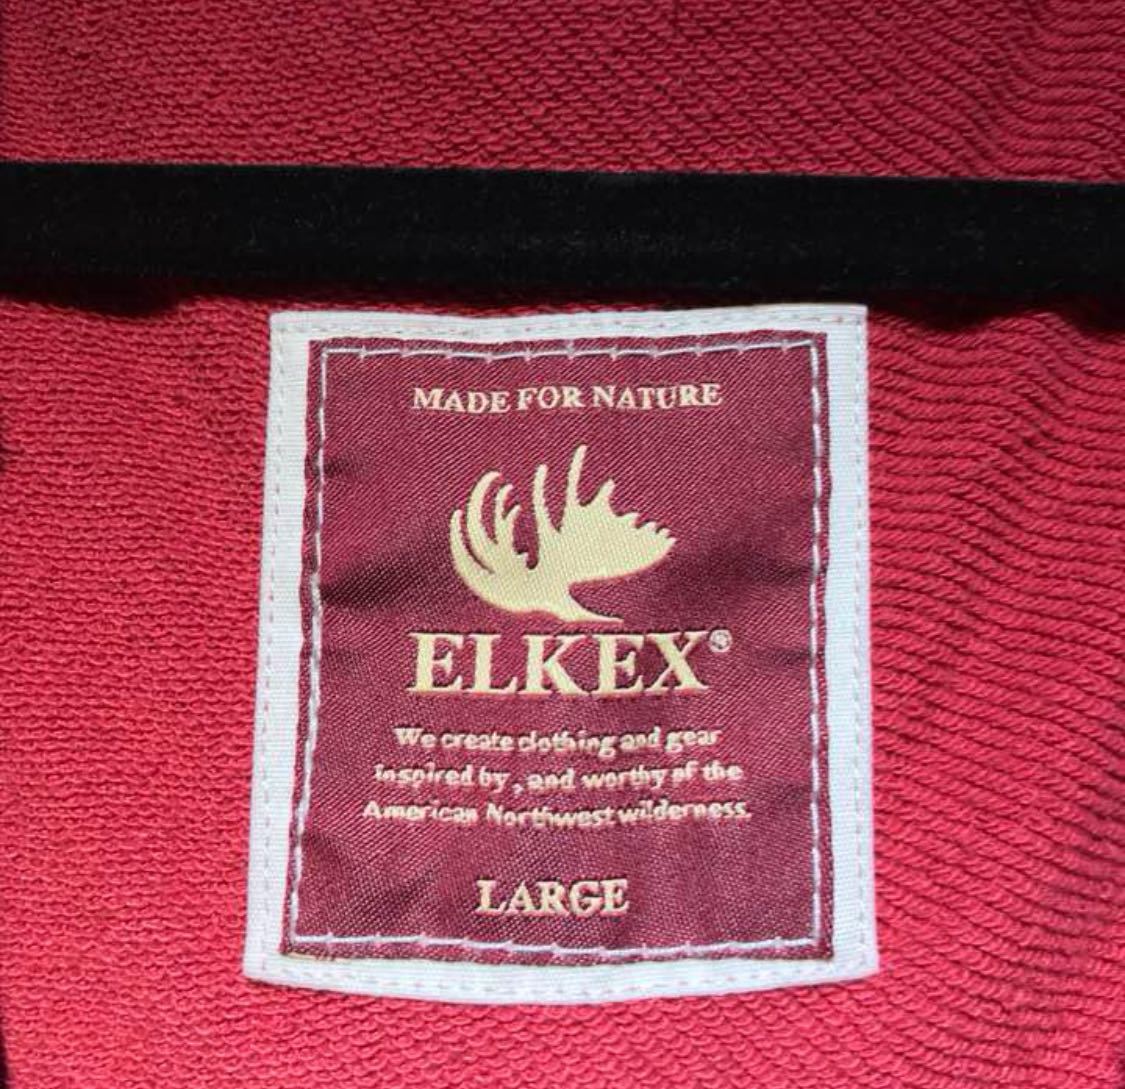 MADE FOR NATURE
ELKEX®
We create clothing and gear
inspired by, and worthy of the
American Northwest wilderness.
LARGE